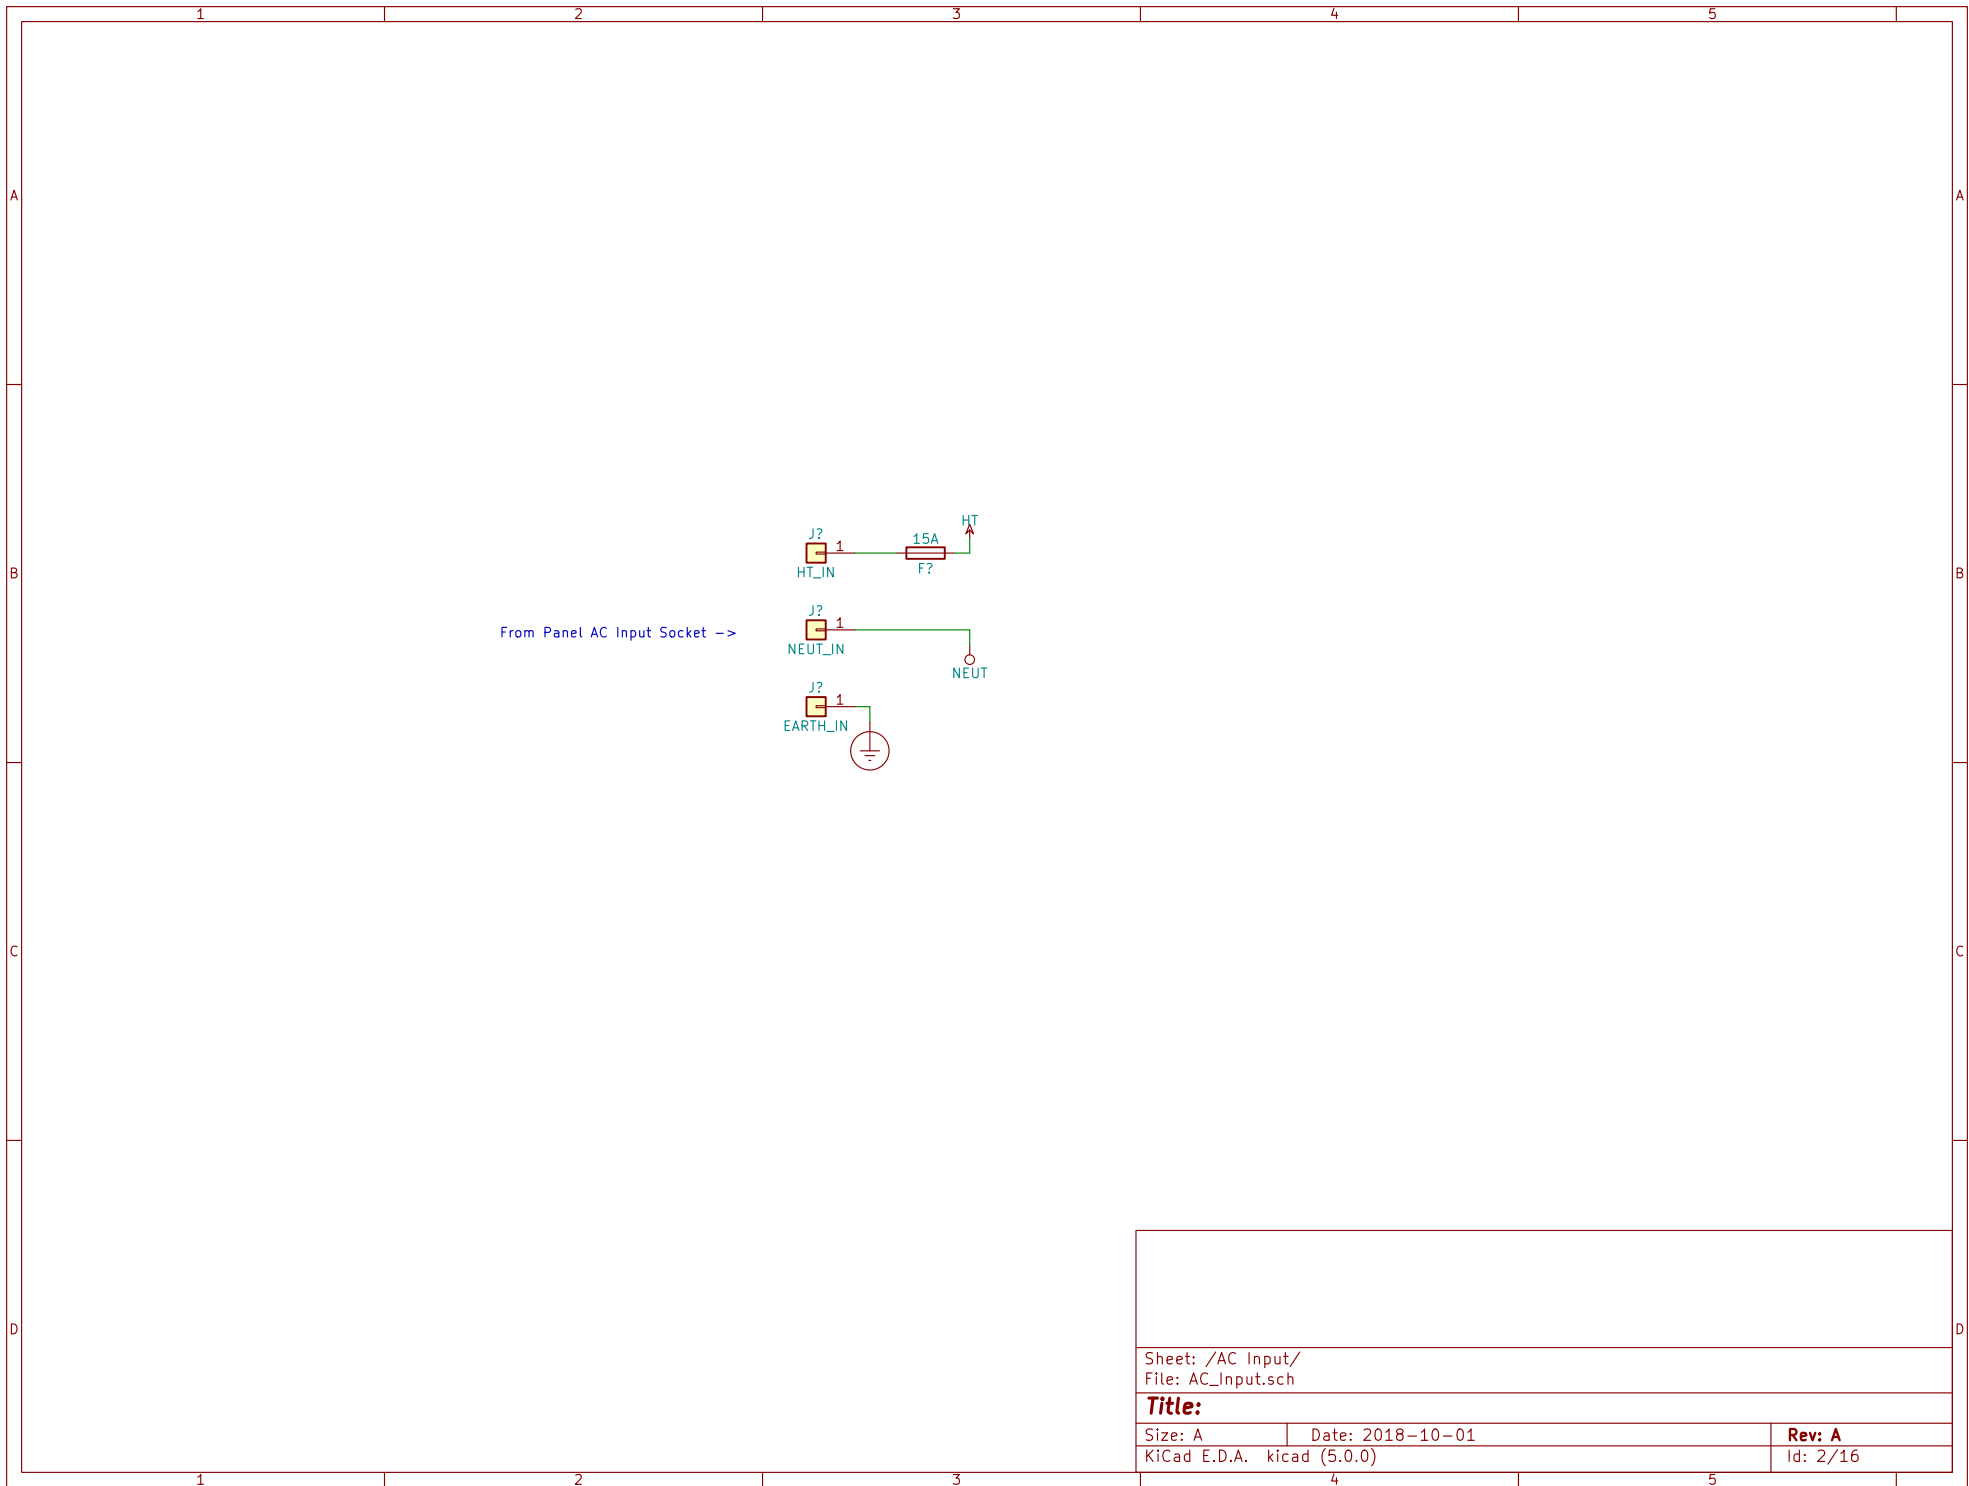 1 2 3 4 5
A A
HT
J? 15A
1
HT_IN F?
B B
J?
1
From Panel AC Input Socket ->
NEUT_IN
NEUT
J?
1
EARTH_IN
C C
D D
Sheet: /AC Input/
File: AC_Input.sch
Title:
Size: A Date: 2018-10-01 Rev: A
KiCad E.D.A. kicad (5.0.0) Id: 2/16
1 2 3 4 5